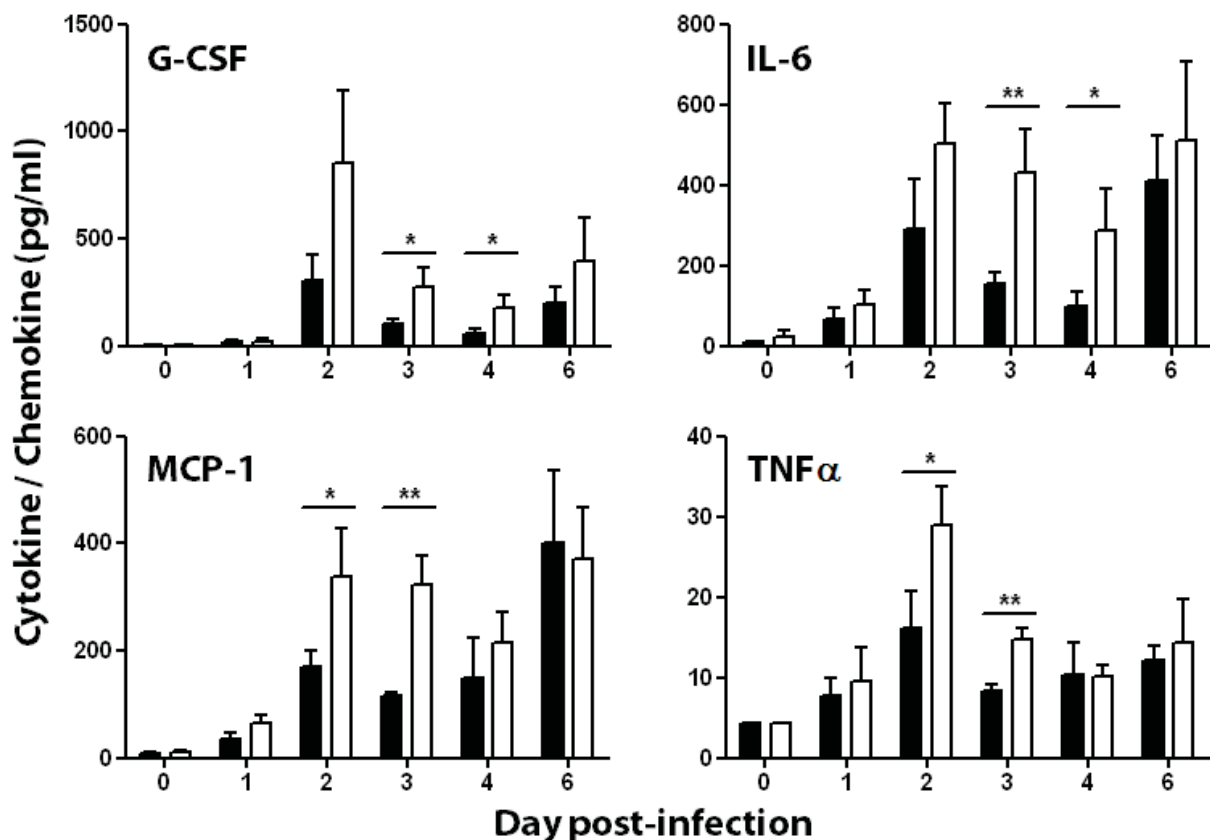 Cytokine / Chemokine (pg/ml)
G-CSF
1500
1000
500
0
* *
0 1 2 3 4 6
IL-6
800
600
400
200
0
** *
0 1 2 3 4 6
MCP-1
600
400
200
0
* **
0 1 2 3 4 6
TNFα
40
30
20
10
0
*
**
0 1 2 3 4 6
Day post-infection